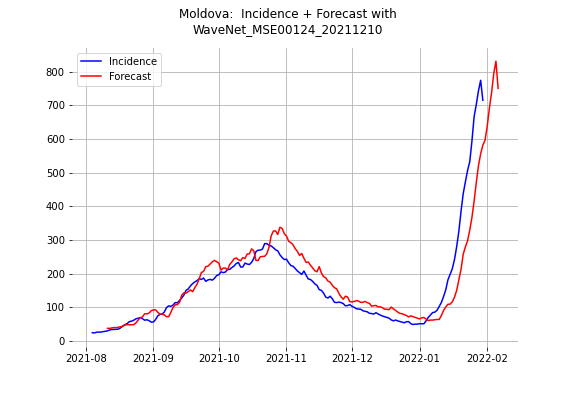 Moldova:  Incidence + Forecast with
WaveNet_MSE00124_20211210
Incidence
Forecast
800
700
600
500
400
300
200
100
0
2021-08 2021-09 2021-10 2021-11 2021-12 2022-01 2022-02